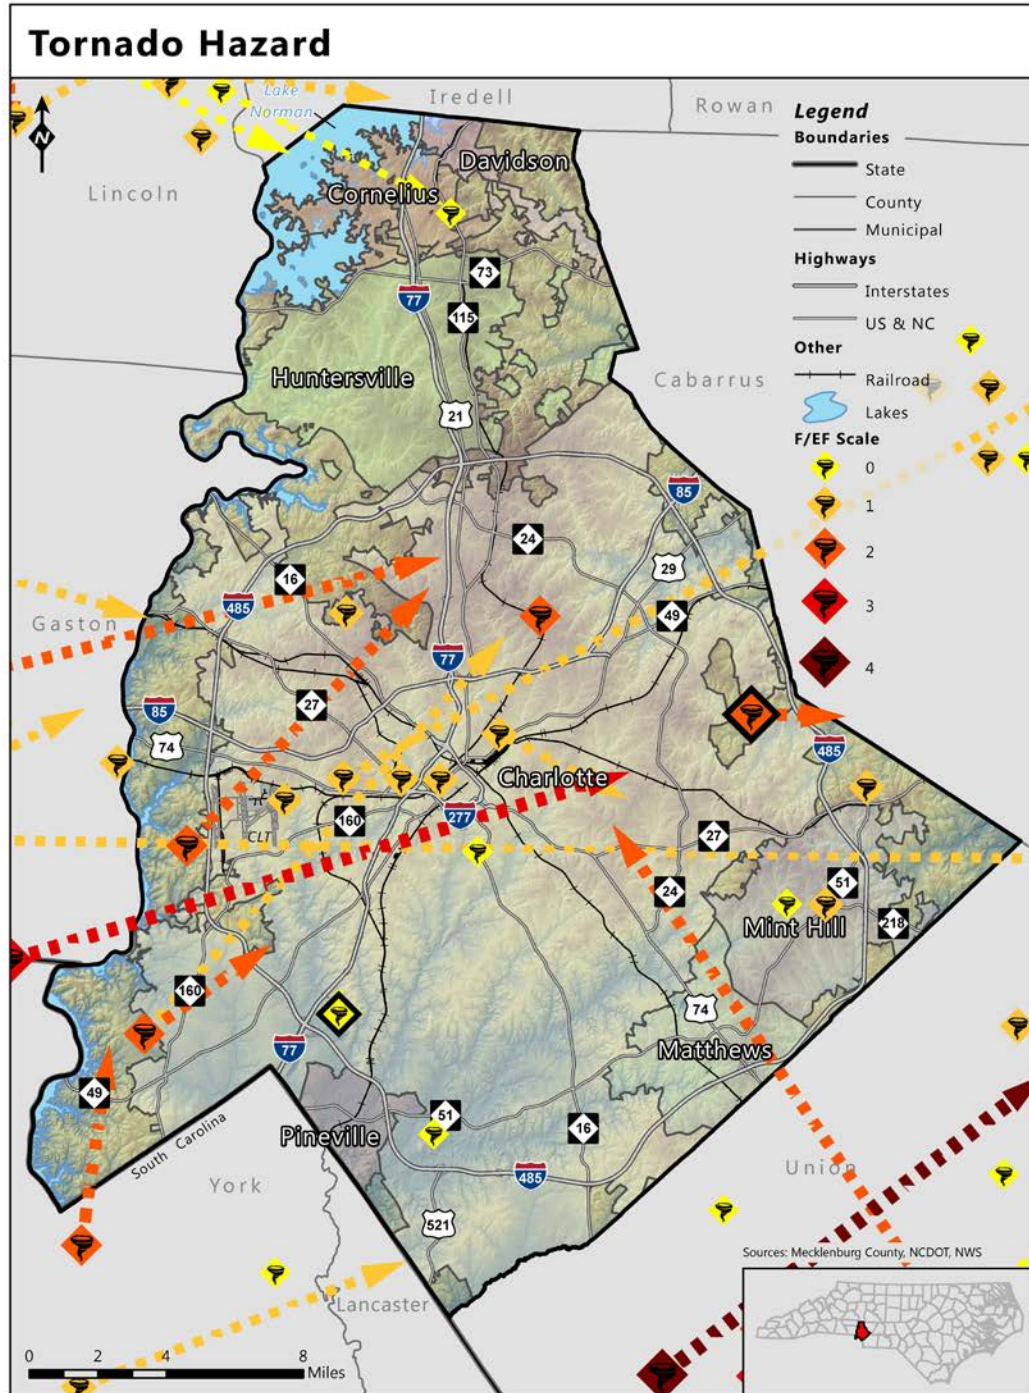 Tornado Hazard
Lake
Norman
Iredell
Rowan
N
Lincoln
Davidson
Cornelius
73
77
115
Huntersville
Cabarrus
21
Legend
Boundaries
State
County
Municipal
Highways
Interstates
US & NC
Other
Railroad
Lakes
F/EF Scale
0
1
2
3
4
85
24
29
16
485
49
Gaston
77
27
85
74
485
Charlotte
160
277
CLT
27
24
51
218
Mint Hill
160
74
77
Matthews
49
51
16
Pineville
South Carolina
485
Union
York
521
Lancaster
Sources: Mecklenburg County, NCDOT, NWS
0 2 4 8
Miles